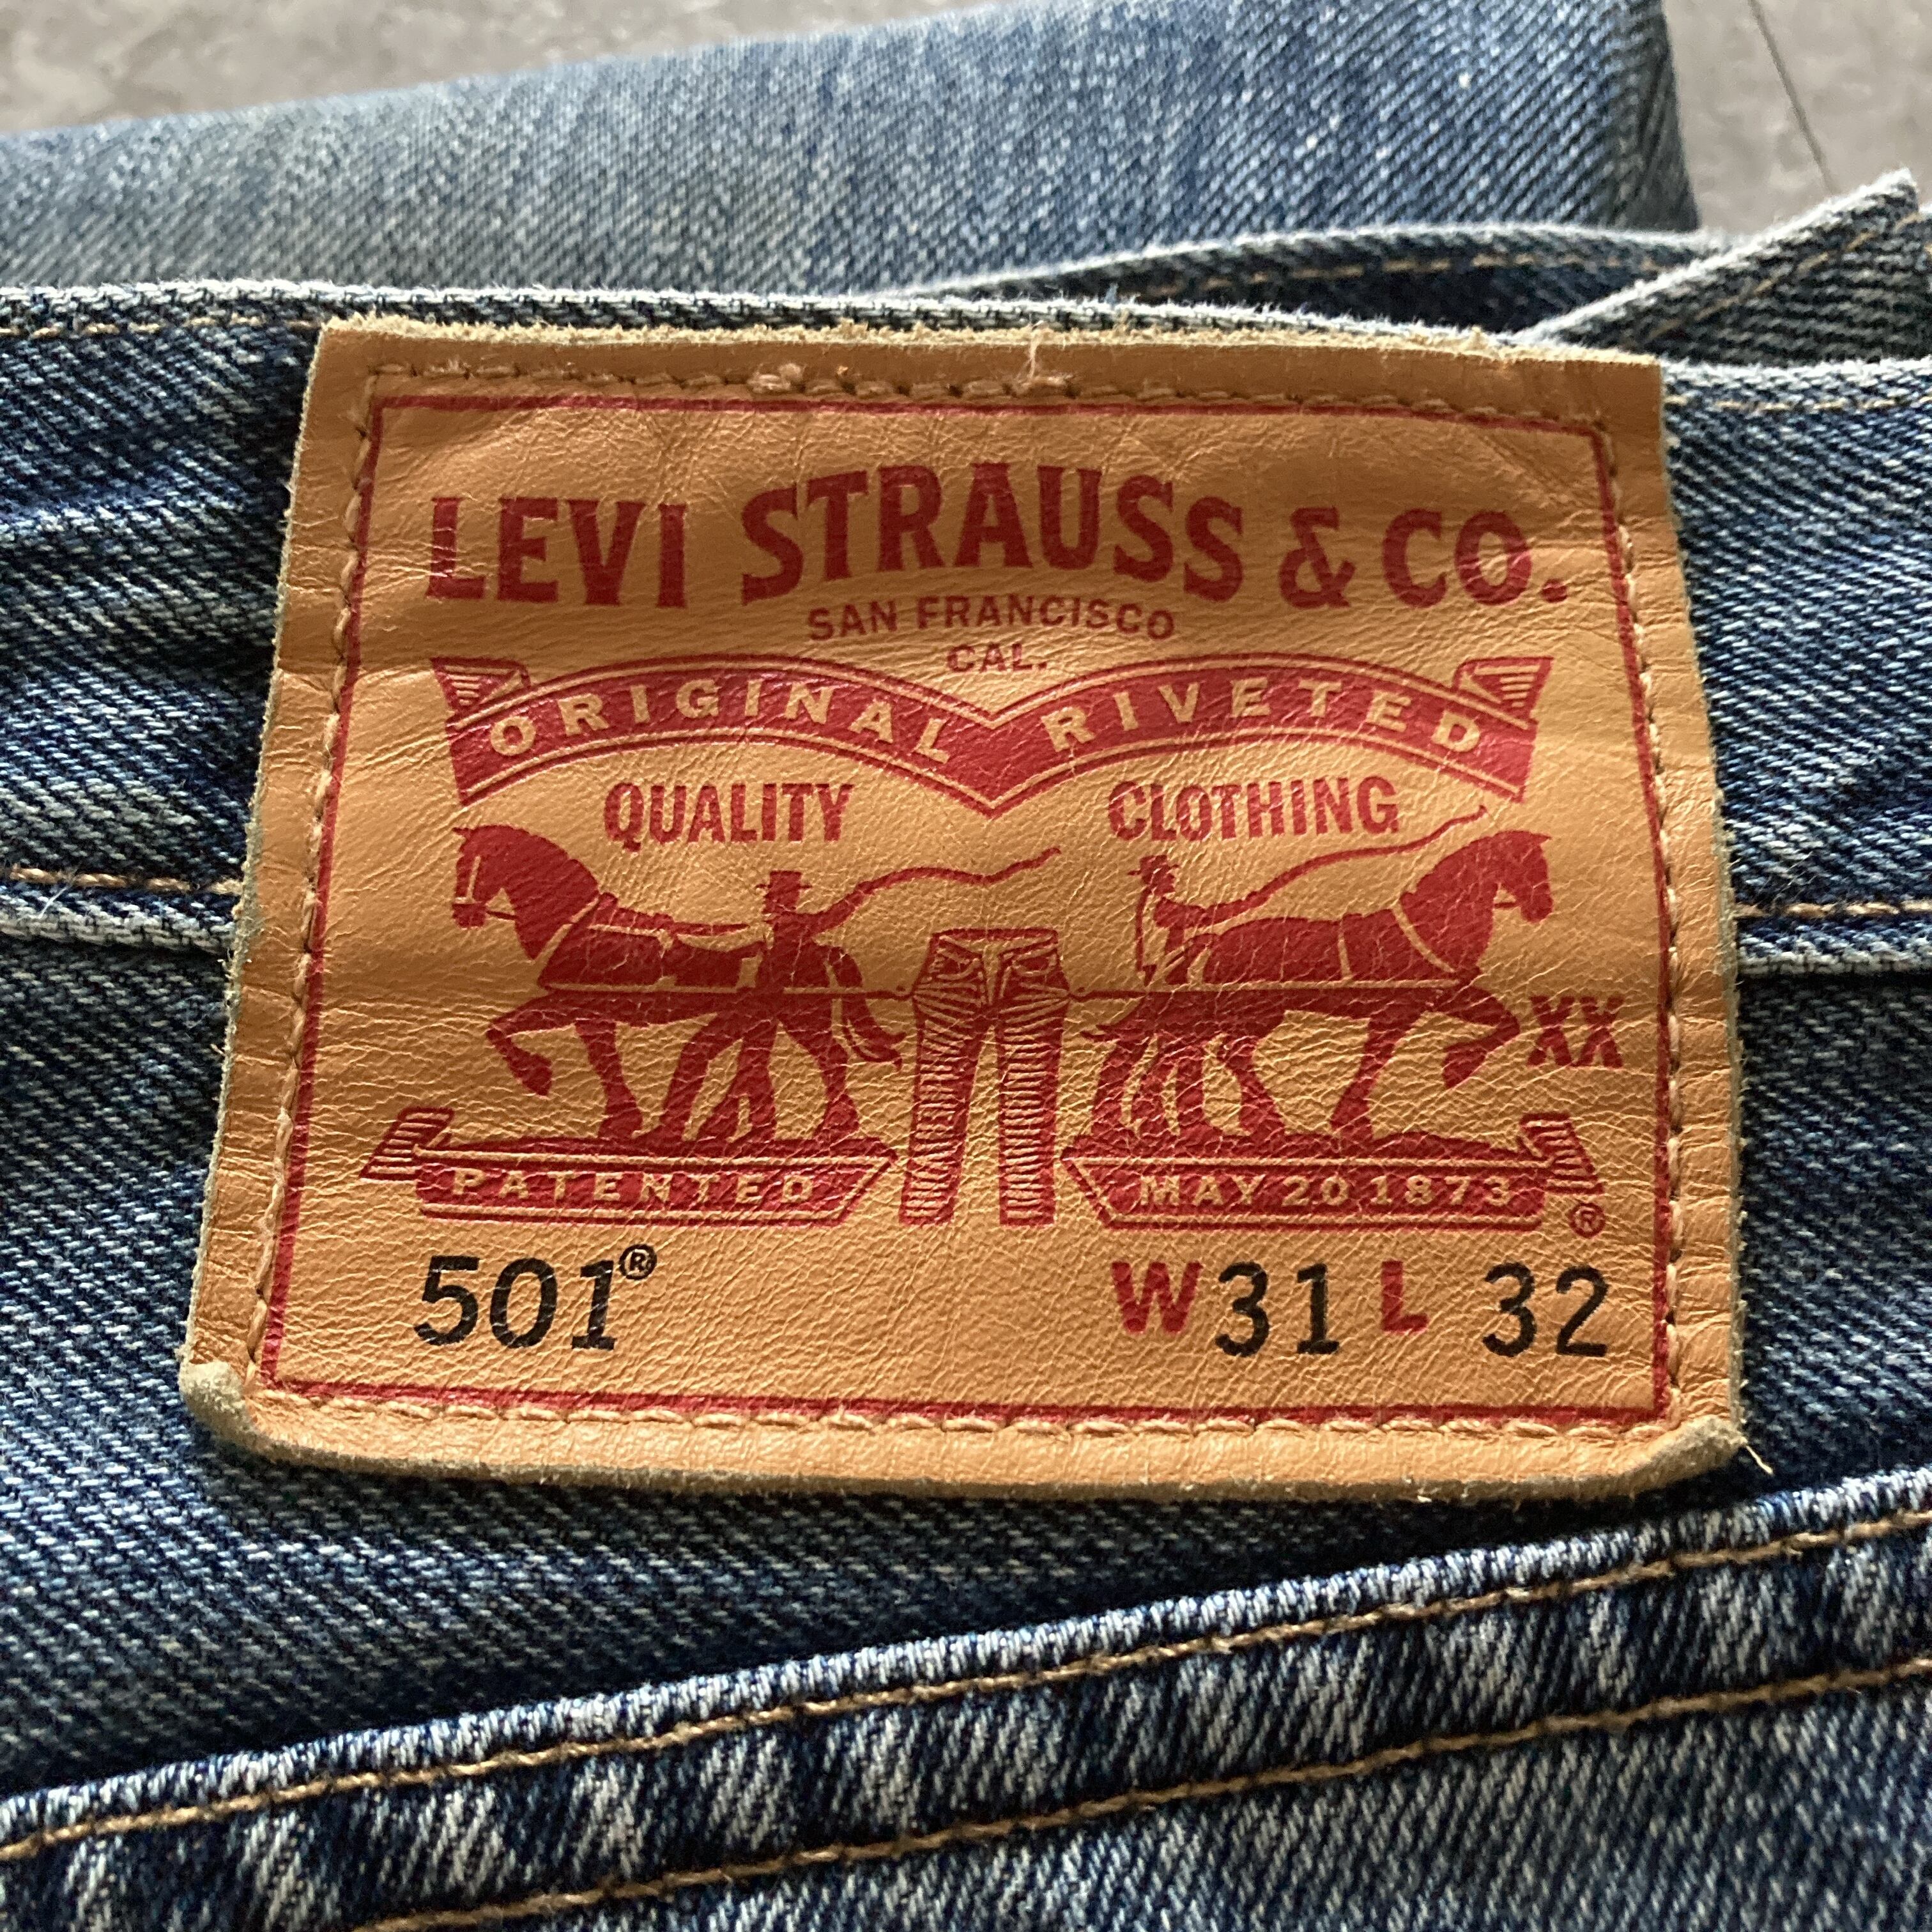 LEVI STRAUSS & CO.
SAN FRANCISCO
CAL.
ORIGINAL RIVETED
QUALITY CLOTHING
XX
PATENTED MAY 20 1873 ®
501® W31 L 32